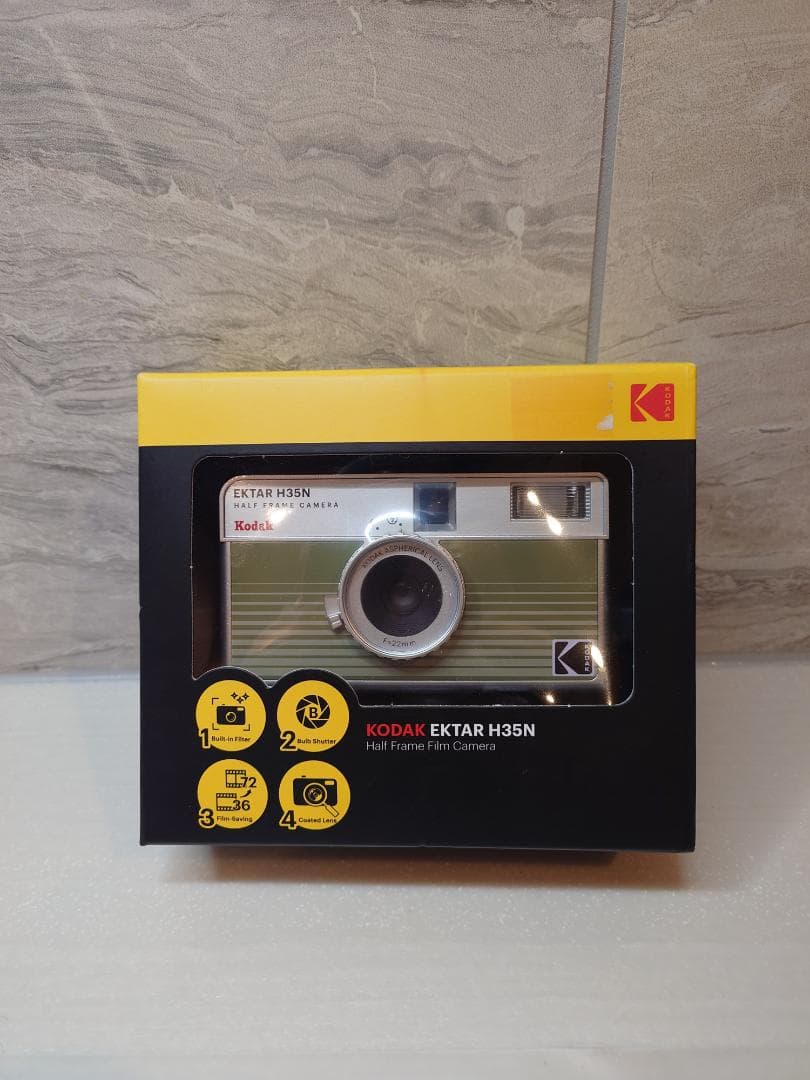 KODAK
EKTAR H35N
HALF FRAME CAMERA
Kodak
KODAK ASPHERICAL LENS
F=22mm
KODAK
1 Built-in Filter
B
2 Bulb Shutter
KODAK EKTAR H35N
Half Frame Film Camera
72
36
3 Film-Saving
4 Coated Lens